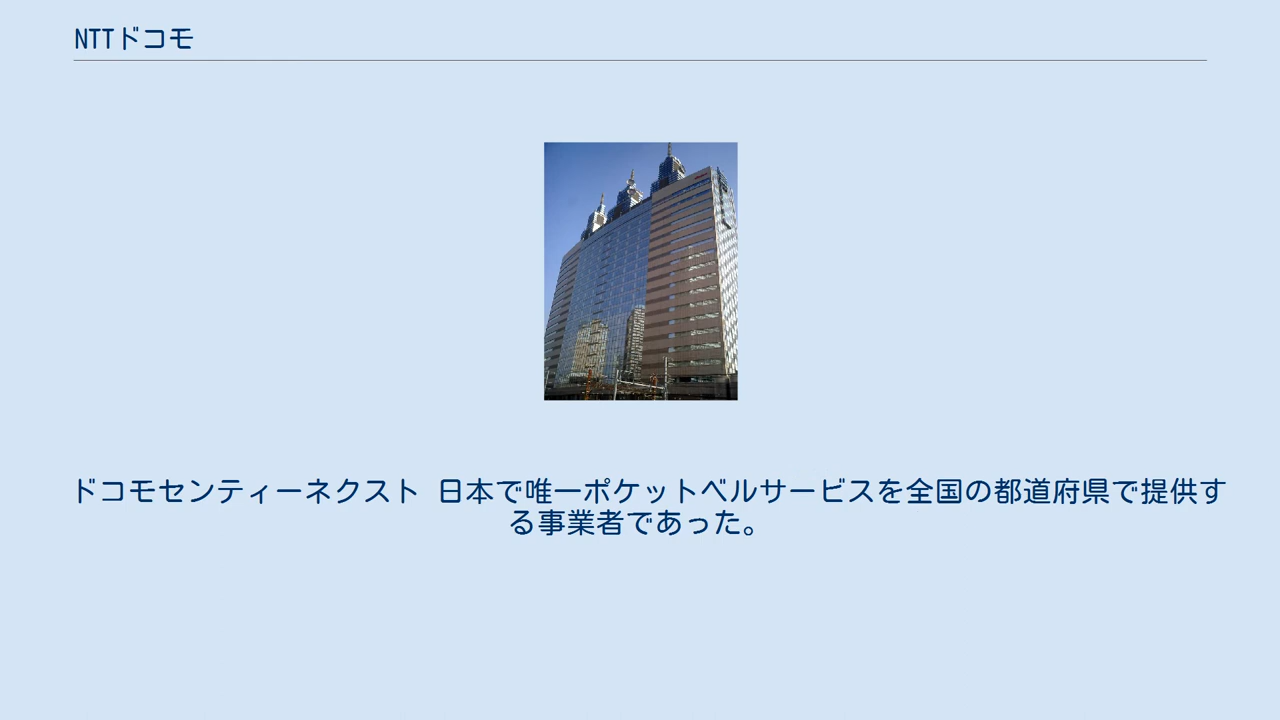 NTTドコモ
ドコモセンティーネクスト 日本で唯一ポケットベルサービスを全国の都道府県で提供す
る事業者であった。